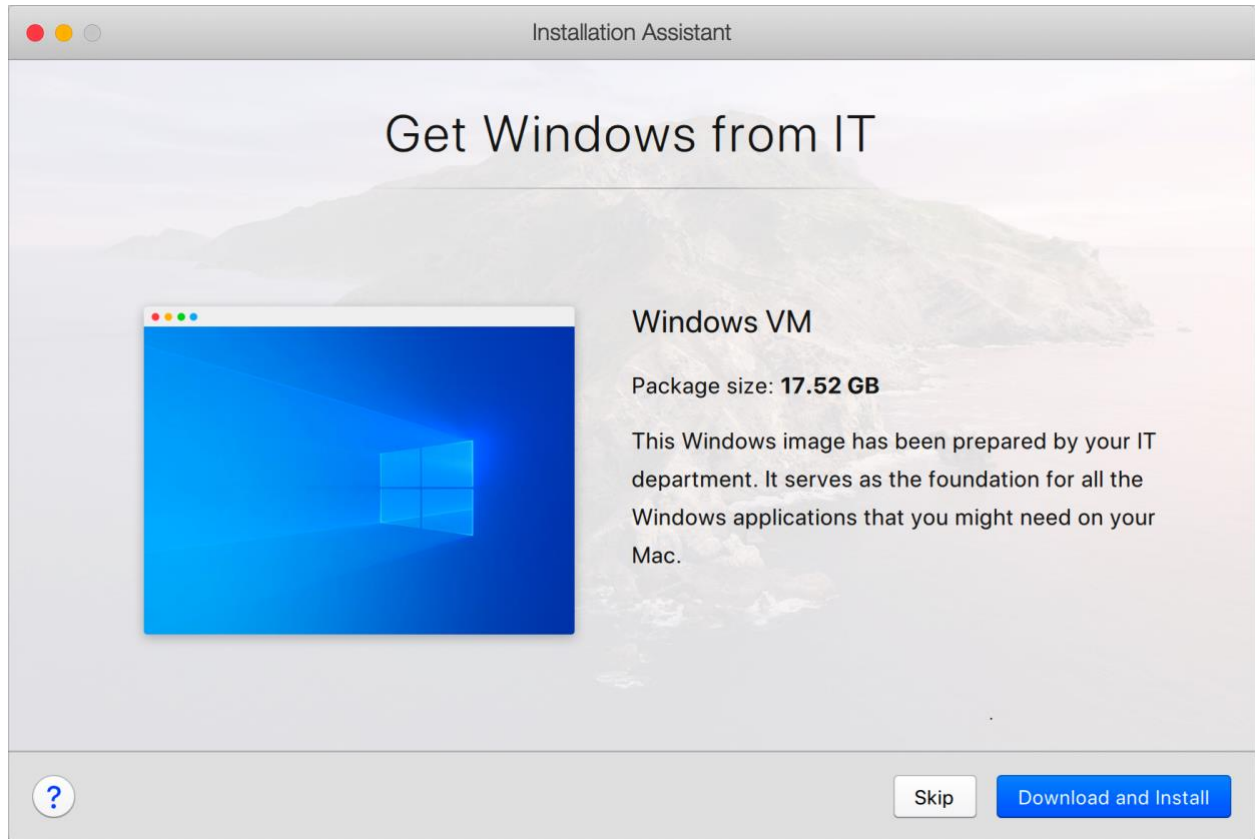 Installation Assistant
Get Windows from IT
Windows VM
Package size: 17.52 GB
This Windows image has been prepared by your IT
department. It serves as the foundation for all the
Windows applications that you might need on your
Mac.
.
?
Skip
Download and Install